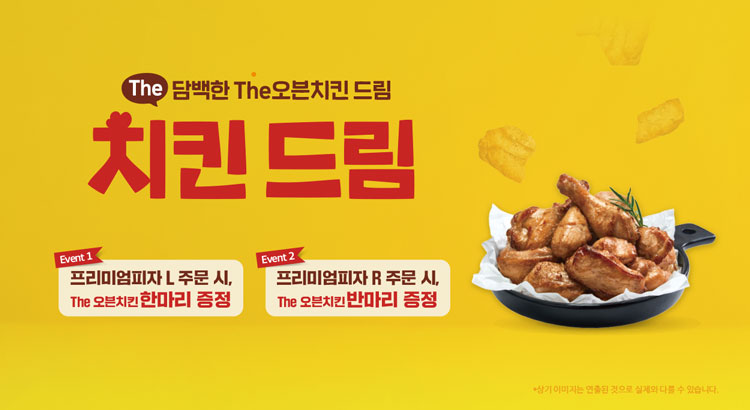 The 담백한 The오븐치킨 드림
치킨 드림
Event 1
프리미엄피자 L 주문 시,
The 오븐치킨 한마리 증정
Event 2
프리미엄피자 R 주문 시,
The 오븐치킨 반마리 증정
*상기 이미지는 연출된 것으로 실제와 다를 수 있습니다.